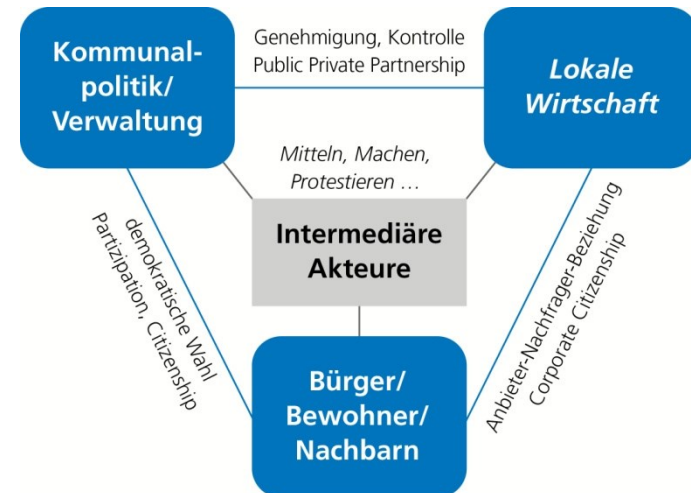 Kommunal-
politik/
Verwaltung
Genehmigung, Kontrolle
Public Private Partnership
Lokale
Wirtschaft
Mitteln, Machen,
Protestieren ...
Intermediäre
Akteure
demokratische Wahl
Partizipation, Citizenship
Anbieter-Nachfrager-Beziehung
Corporate Citizenship
Bürger/
Bewohner/
Nachbarn